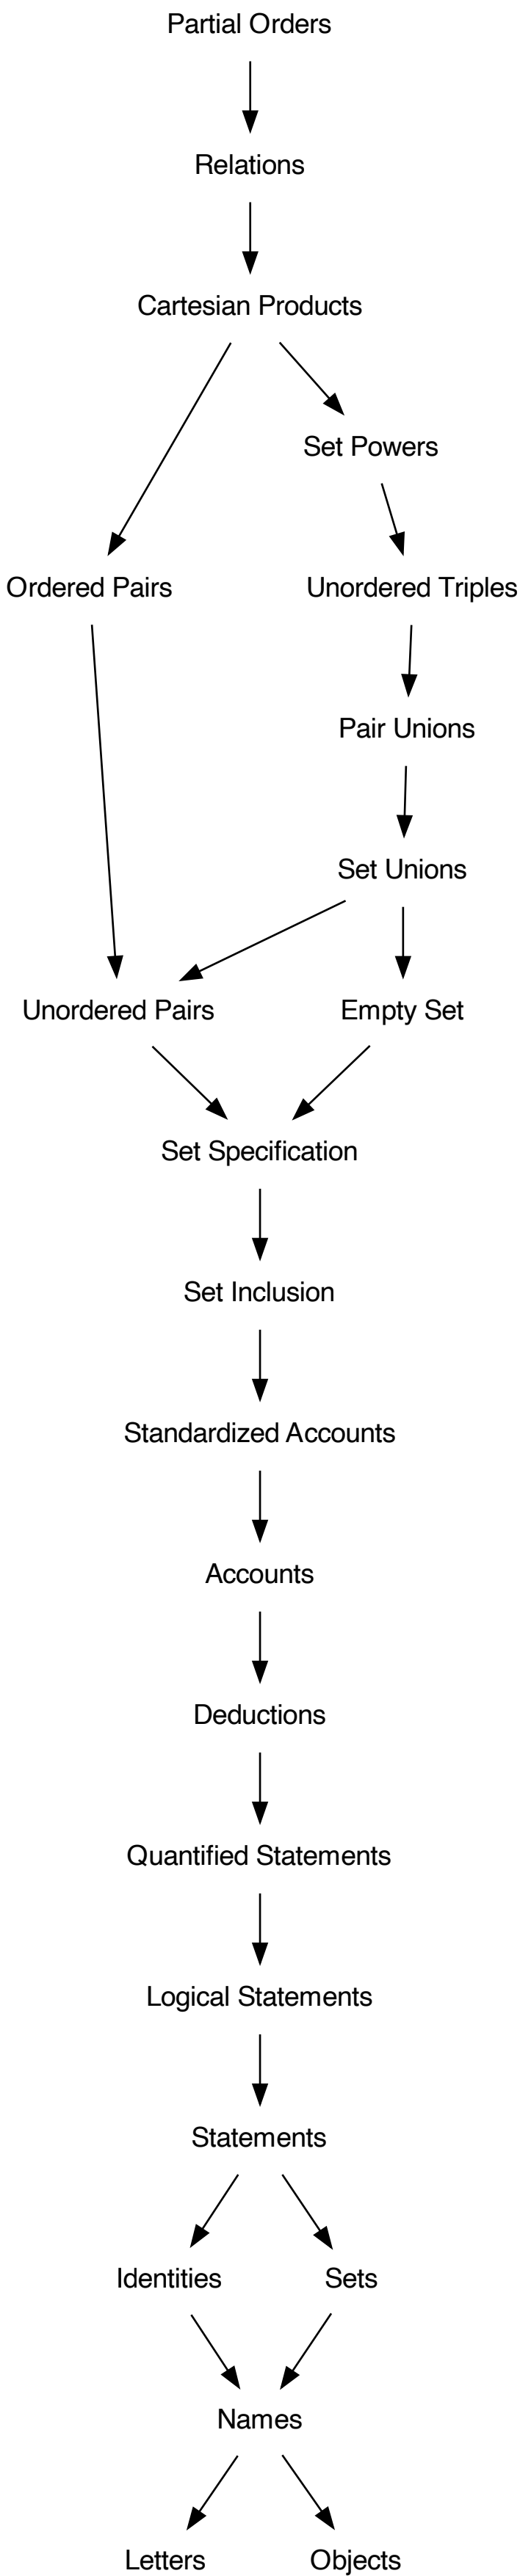 Partial Orders
Relations
Cartesian Products
Set Powers
Ordered Pairs
Unordered Triples
Pair Unions
Set Unions
Unordered Pairs
Empty Set
Set Specification
Set Inclusion
Standardized Accounts
Accounts
Deductions
Quantified Statements
Logical Statements
Statements
Identities
Sets
Names
Letters
Objects